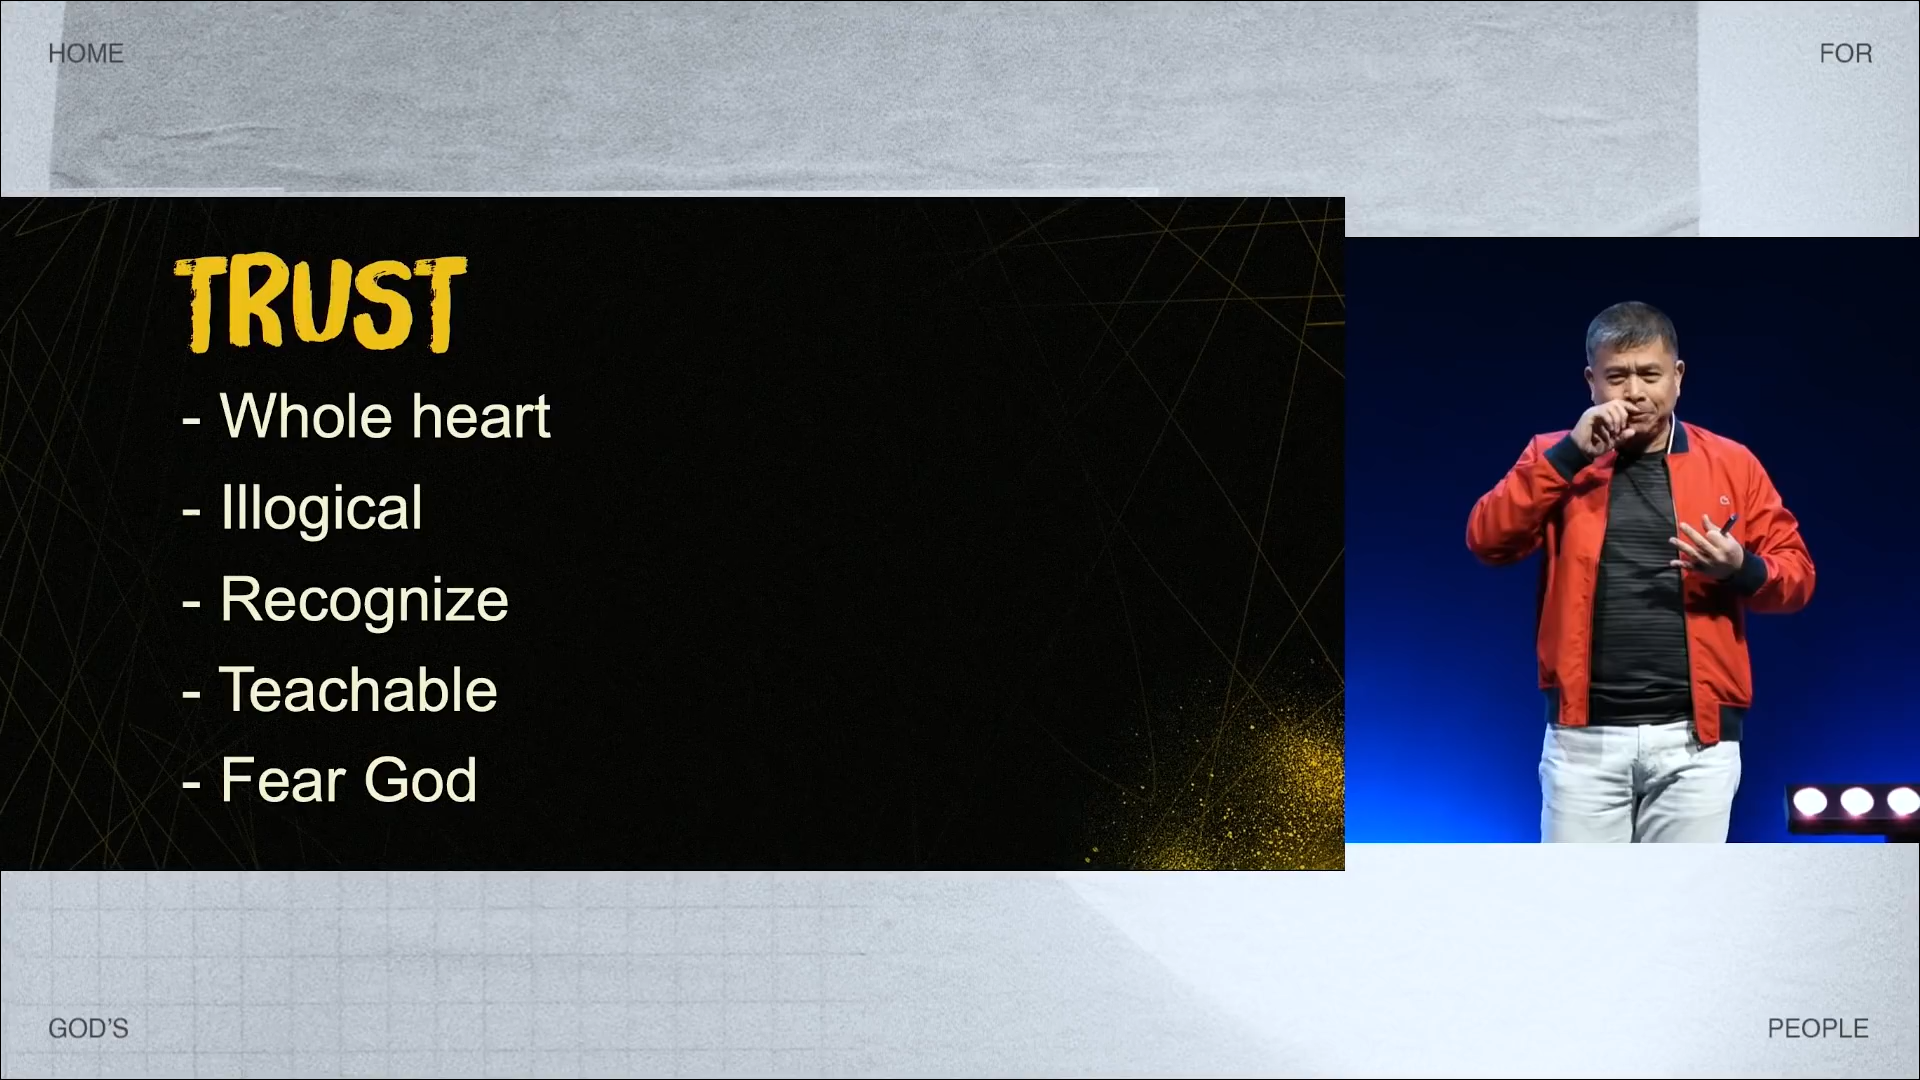 HOME
FOR
TRUST
- Whole heart
- Illogical
- Recognize
- Teachable
- Fear God
GOD'S
PEOPLE